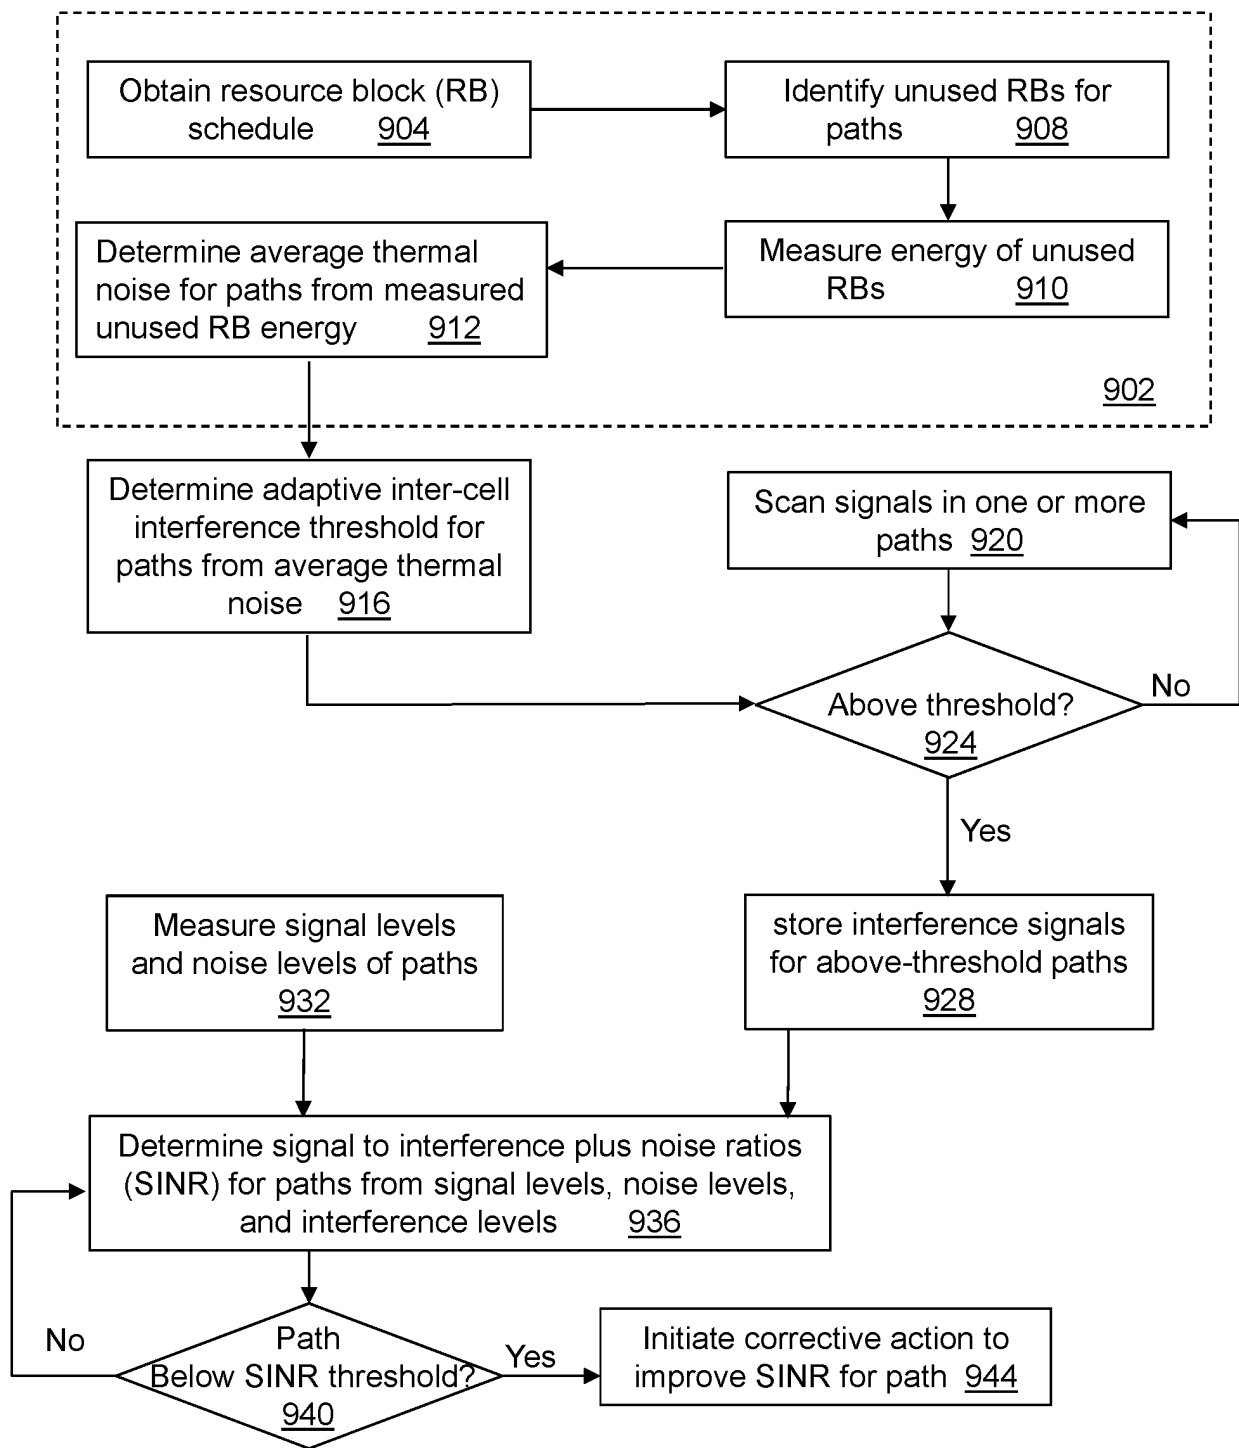 Obtain resource block (RB)
schedule 904
Identify unused RBs for
paths 908
Determine average thermal
noise for paths from measured
unused RB energy 912
Measure energy of unused
RBs 910
902
Determine adaptive inter-cell
interference threshold for
paths from average thermal
noise 916
Scan signals in one or more
paths 920
Above threshold?
924
No
Yes
Measure signal levels
and noise levels of paths
932
store interference signals
for above-threshold paths
928
Determine signal to interference plus noise ratios
(SINR) for paths from signal levels, noise levels,
and interference levels 936
No
Path
Below SINR threshold?
940
Yes
Initiate corrective action to
improve SINR for path 944